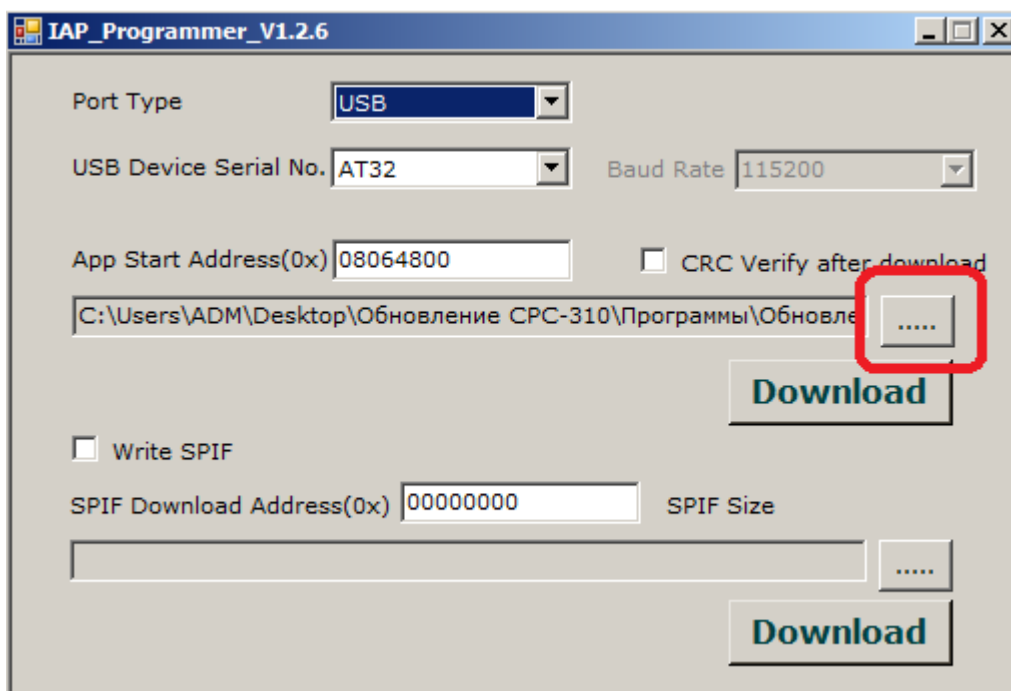 IAP_Programmer_V1.2.6
Port Type USB
USB Device Serial No. AT32 Baud Rate 115200
App Start Address(0x) 08064800 CRC Verify after download
C:\Users\ADM\Desktop\Обновление СРС-310\Программы\Обновле .....
Download
Write SPIF
SPIF Download Address(0x) 00000000 SPIF Size
.....
Download